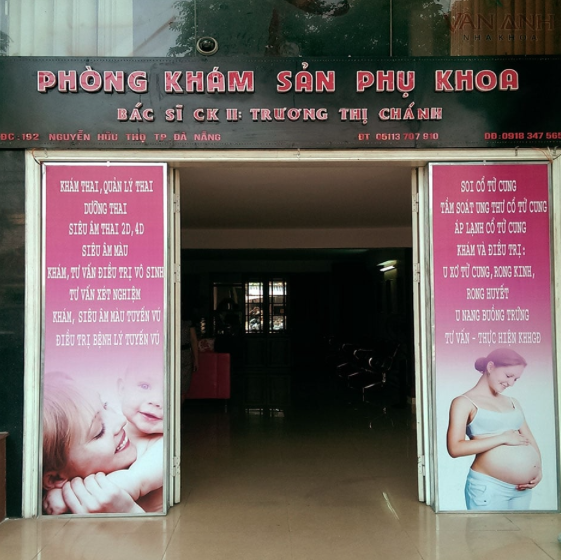 VÂN ANH
NHA KHOA
PHÒNG KHÁM SẢN PHỤ KHOA
BÁC SĨ CK II: TRƯƠNG THỊ CHÁNH
ĐC: 192 NGUYỄN HỮU THỌ TP. ĐÀ NẴNG ĐT 05113 797 910 DĐ: 0918 347 565
KHÁM THAI, QUẢN LÝ THAI
DƯỠNG THAI
SIÊU ÂM THAI 2D, 4D
SIÊU ÂM MÀU
KHÁM, TƯ VẤN ĐIỀU TRỊ VÔ SINH
TƯ VẤN XÉT NGHIỆM
KHÁM, SIÊU ÂM MÀU TUYẾN VÚ
ĐIỀU TRỊ BỆNH LÝ TUYẾN VÚ
SOI CỔ TỬ CUNG
TẦM SOÁT UNG THƯ CỔ TỬ CUNG
ÁP LẠNH CỔ TỬ CUNG
KHÁM VÀ ĐIỀU TRỊ:
U XƠ TỬ CUNG, RONG KINH,
RONG HUYẾT
U NANG BUỒNG TRỨNG
TƯ VẤN - THỰC HIỆN KHHGĐ